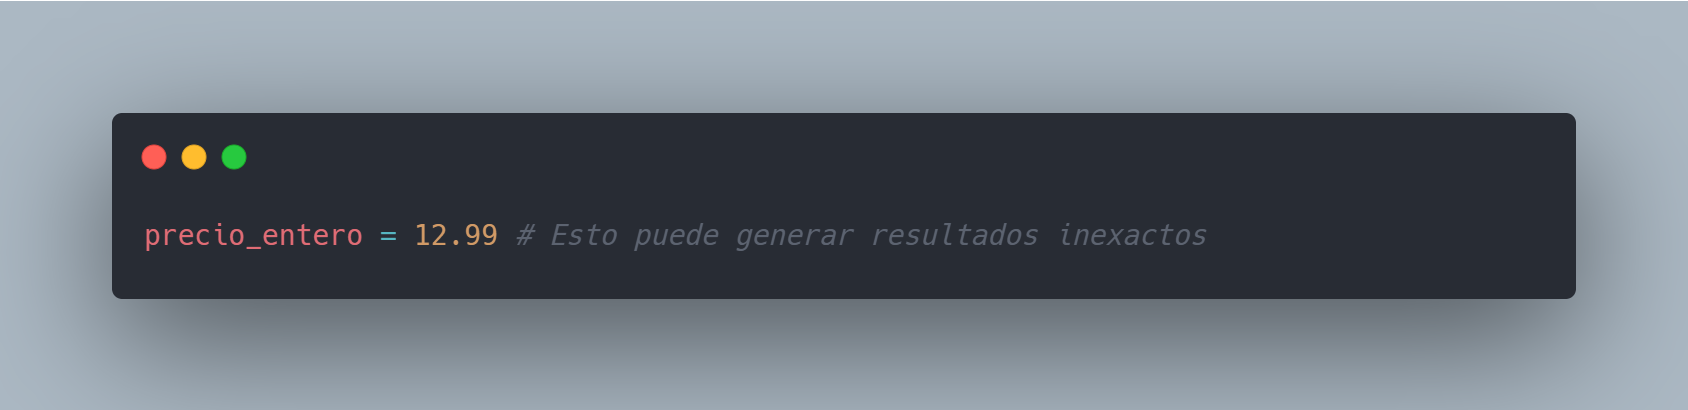 precio_entero = 12.99 # Esto puede generar resultados inexactos